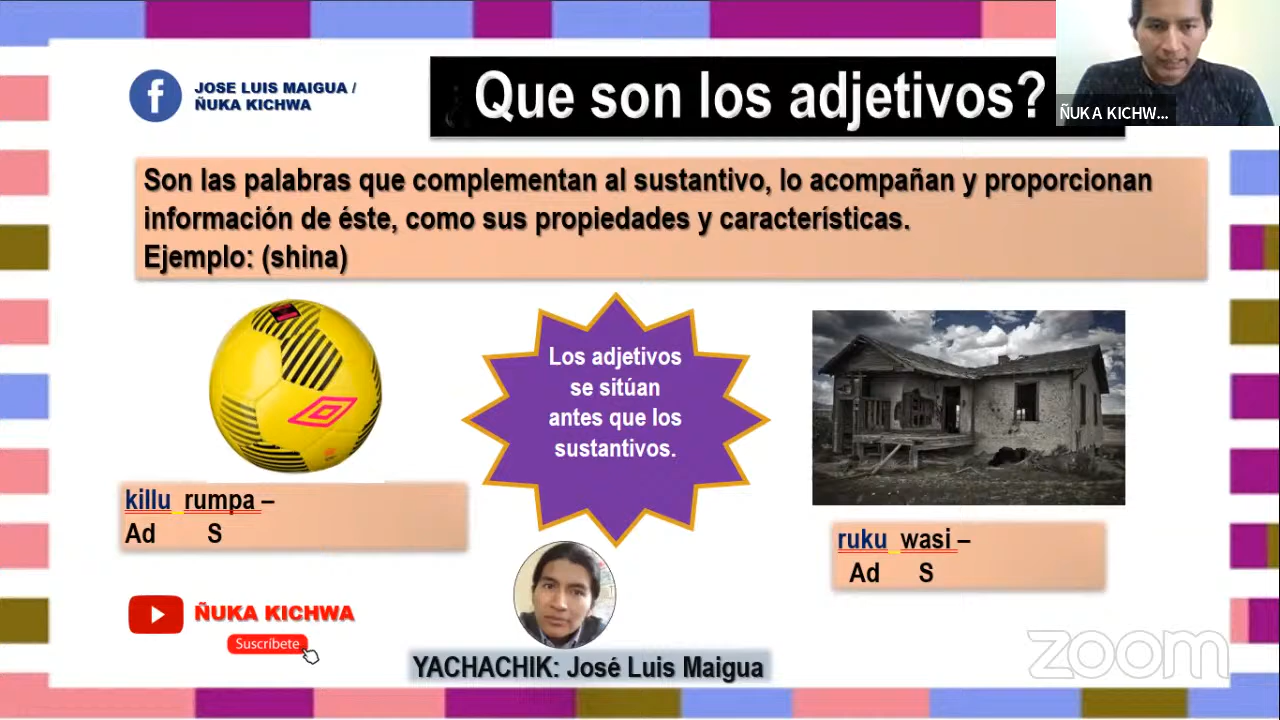 JOSE LUIS MAIGUA /
ÑUKA KICHWA
Que son los adjetivos?
ÑUKA KICHW...
Son las palabras que complementan al sustantivo, lo acompañan y proporcionan
información de éste, como sus propiedades y características.
Ejemplo: (shina)
Los adjetivos
se sitúan
antes que los
sustantivos.
killu rumpa –
Ad S
ruku wasi –
Ad S
ÑUKA KICHWA
Suscríbete
YACHACHIK: José Luis Maigua
zoom